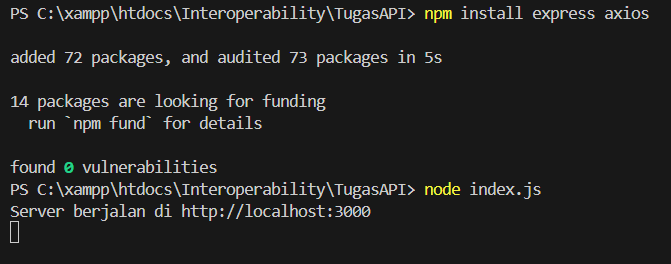 PS C:\xampp\htdocs\Interoperability\TugasAPI> npm install express axios
added 72 packages, and audited 73 packages in 5s
14 packages are looking for funding
  run `npm fund` for details
found 0 vulnerabilities
PS C:\xampp\htdocs\Interoperability\TugasAPI> node index.js
Server berjalan di http://localhost:3000